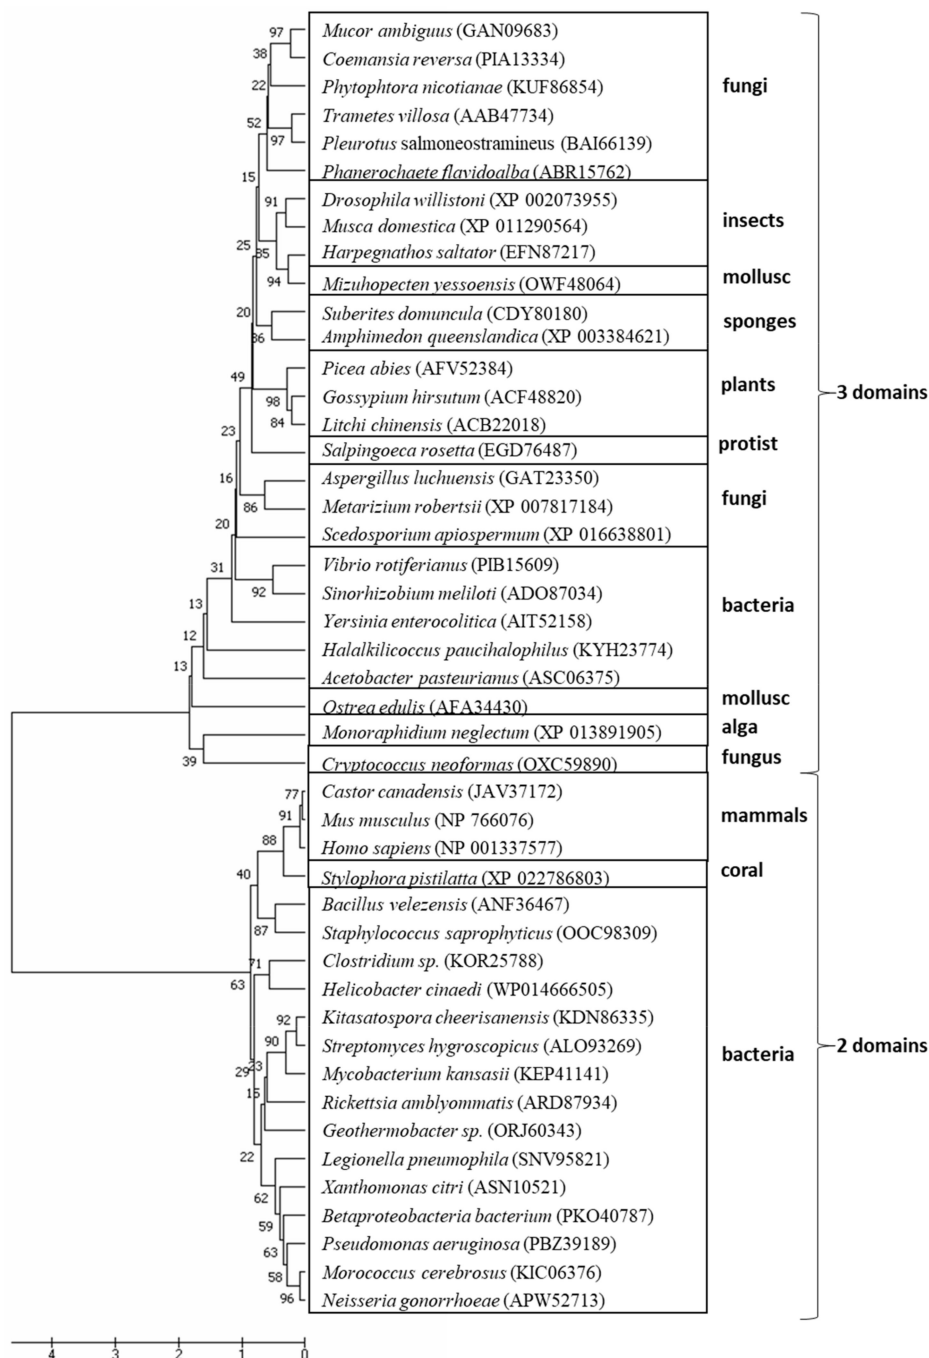 97 Mucor ambiguus (GAN09683)
38 Coemansia reversa (PIA13334)
22 Phytophtora nicotianae (KUF86854) fungi
52 Trametes villosa (AAB47734)
97 Pleurotus salmoneostramineus (BAI66139)
15 Phanerochaete flavidoalba (ABR15762)
91 Drosophila willistoni (XP 002073955)
Musca domestica (XP 011290564) insects
25 85 Harpegnathos saltator (EFN87217)
94 Mizuhopecten yessoensis (OWF48064) mollusc
20 Suberites domuncula (CDY80180) sponges
86 Amphimedon queenslandica (XP 003384621)
49 Picea abies (AFV52384) plants
98 Gossypium hirsutum (ACF48820) 3 domains
23 84 Litchi chinensis (ACB22018)
Salpingoeca rosetta (EGD76487) protist
16 Aspergillus luchuensis (GAT23350)
86 Metarizium robertsii (XP 007817184) fungi
20 Scedosporium apiospermum (XP 016638801)
31 Vibrio rotiferianus (PIB15609)
92 Sinorhizobium meliloti (ADO87034)
13 Yersinia enterocolitica (AIT52158) bacteria
12 Halalkilicoccus paucihalophilus (KYH23774)
13 Acetobacter pasteurianus (ASC06375)
Ostrea edulis (AFA34430) mollusc
Monoraphidium neglectum (XP 013891905) alga
39 Cryptococcus neoformas (OXC59890) fungus
77 Castor canadensis (JAV37172)
91 Mus musculus (NP 766076) mammals
88 Homo sapiens (NP 001337577)
40 Stylophora pistilatta (XP 022786803) coral
Bacillus velezensis (ANF36467)
87 Staphylococcus saprophyticus (OOC98309)
71 Clostridium sp. (KOR25788)
63 Helicobacter cinaedi (WP014666505)
92 Kitasatospora cheerisanensis (KDN86335)
90 Streptomyces hygroscopicus (ALO93269) bacteria 2 domains
29 23 Mycobacterium kansasii (KEP41141)
15 Rickettsia amblyommatis (ARD87934)
Geothermobacter sp. (ORJ60343)
22 Legionella pneumophila (SNV95821)
62 Xanthomonas citri (ASN10521)
59 Betaproteobacteria bacterium (PKO40787)
63 Pseudomonas aeruginosa (PBZ39189)
58 Morococcus cerebrosus (KIC06376)
96 Neisseria gonorrhoeae (APW52713)
4 3 2 1 0